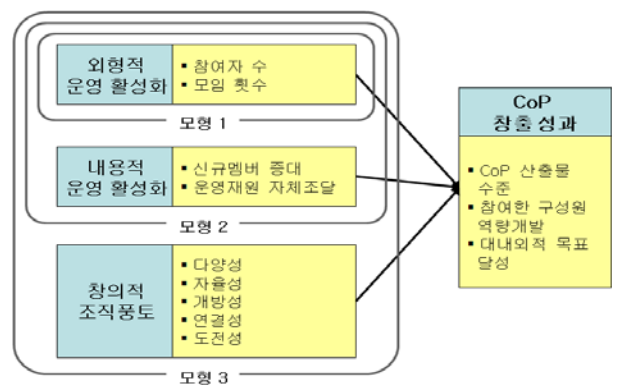 외형적
운영 활성화
▪ 참여자 수
▪ 모임 횟수
모형 1
내용적
운영 활성화
▪ 신규멤버 증대
▪ 운영재원 자체조달
모형 2
창의적
조직풍토
▪ 다양성
▪ 자율성
▪ 개방성
▪ 연결성
▪ 도전성
모형 3
CoP
창출성과
▪ CoP 산출물
수준
▪ 참여한 구성원
역량개발
▪ 대내외적 목표
달성